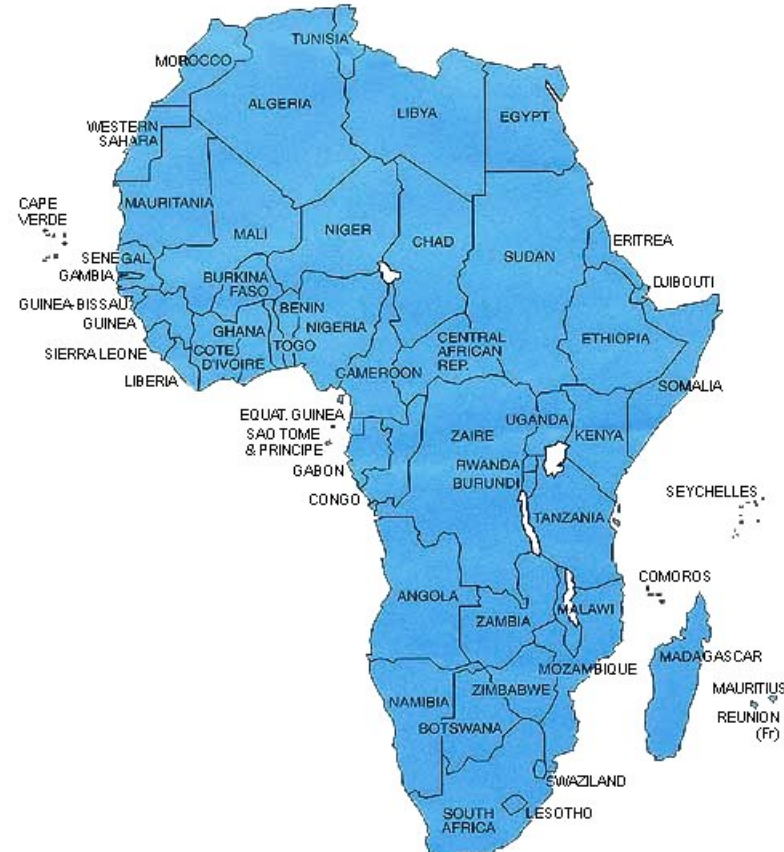 TUNISIA
MOROCCO
ALGERIA
LIBYA
EGYPT
WESTERN
SAHARA
MAURITANIA
CAPE
VERDE
MALI
NIGER
CHAD
SUDAN
ERITREA
SENEGAL
GAMBIA
BURKINA
FASO
DJIBOUTI
GUINEA-BISSAU
BENIN
GUINEA
GHANA
NIGERIA
ETHIOPIA
SIERRA LEONE
COTE
D'IVOIRE
TOGO
CENTRAL
AFRICAN
REP.
LIBERIA
CAMEROON
SOMALIA
EQUAT. GUINEA
UGANDA
SAO TOME
& PRINCIPE
ZAIRE
KENYA
GABON
RWANDA
BURUNDI
CONGO
SEYCHELLES
TANZANIA
COMOROS
ANGOLA
MALAWI
ZAMBIA
MADAGASCAR
MOZAMBIQUE
MAURITIUS
NAMIBIA
ZIMBABWE
REUNION
(Fr)
BOTSWANA
SWAZILAND
SOUTH
AFRICA
LESOTHO